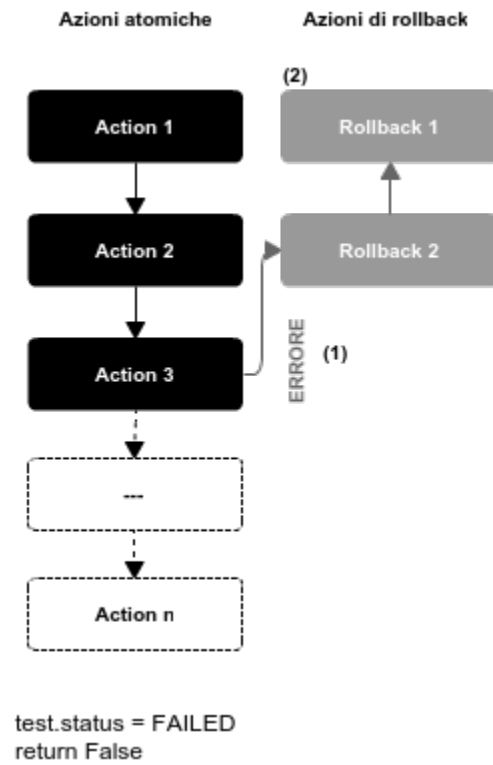 Azioni atomiche
Azioni di rollback
(2)
Action 1
Rollback 1
Action 2
Rollback 2
ERRORE
(1)
Action 3
---
Action n
test.status = FAILED
return False